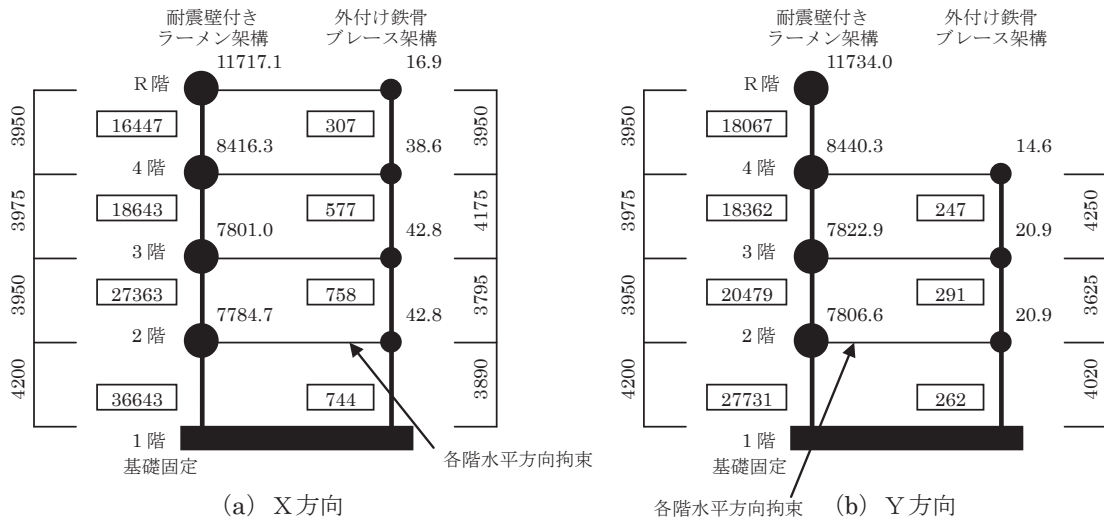 耐震壁付き
ラーメン架構
外付け鉄骨
ブレース架構
11717.1
16.9
R階
3950
16447
307
3950
8416.3
38.6
4階
3975
18643
577
4175
7801.0
42.8
3階
3950
27363
758
3795
7784.7
42.8
2階
4200
36643
744
3890
1階
基礎固定
各階水平方向拘束
(a) X方向
耐震壁付き
ラーメン架構
外付け鉄骨
ブレース架構
11734.0
R階
3950
18067
8440.3
14.6
4階
3975
18362
247
4250
7822.9
20.9
3階
3950
20479
291
3625
7806.6
20.9
2階
4200
27731
262
4020
1階
基礎固定
各階水平方向拘束
(b) Y方向